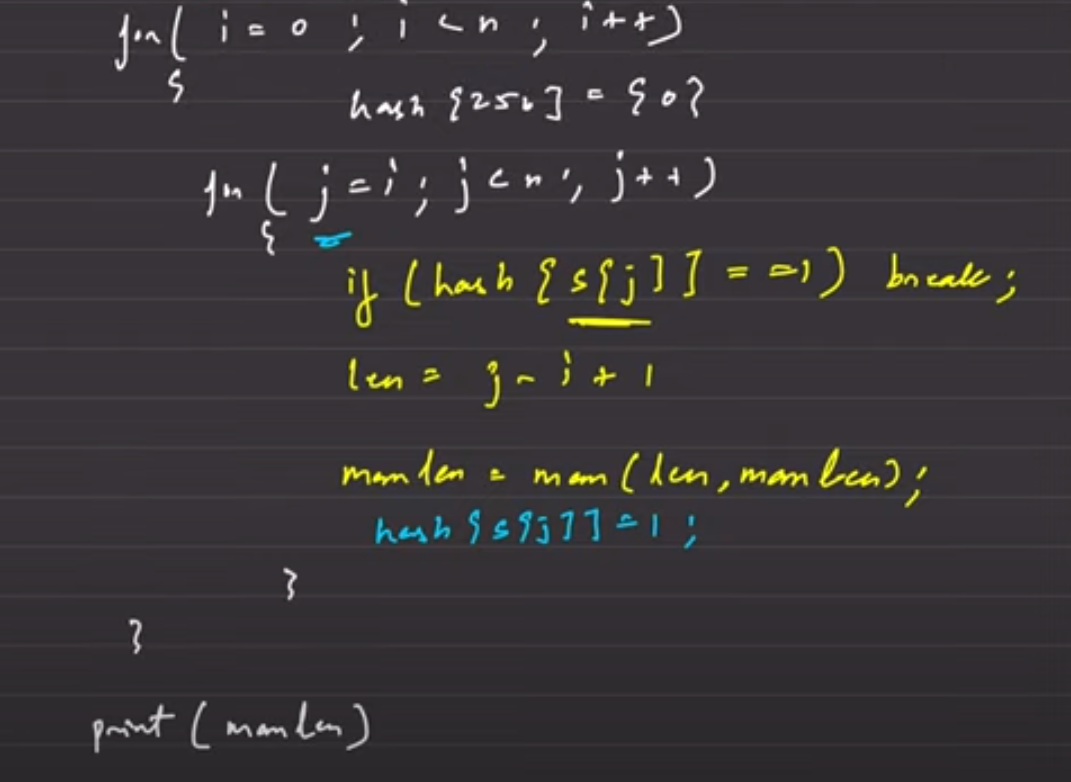 for( i = 0 ; i < n ; i++)
{
hash [256] = {0}
for ( j = i ; j < n ; j++)
{
if (hash [s[j]] == 1) break;
len = j - i + 1
maxlen = max (len, maxlen);
hash [s[j]] = 1 ;
}
}
print ( maxlen)